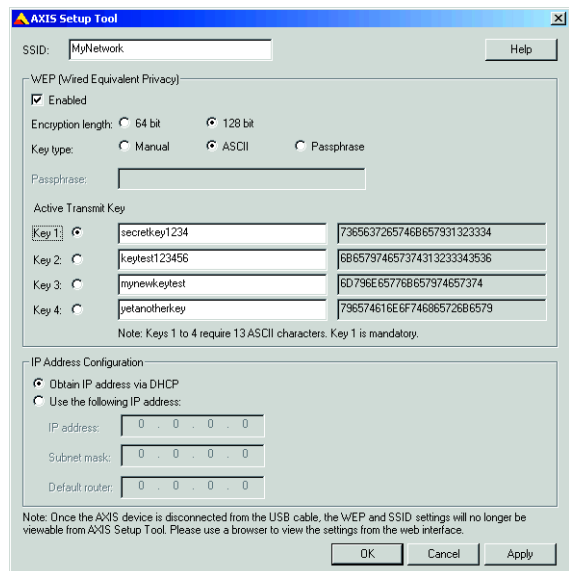 AXIS Setup Tool
SSID: MyNetwork Help
WEP (Wired Equivalent Privacy)
Enabled
Encryption length: 64 bit 128 bit
Key type: Manual ASCII Passphrase
Passphrase:
Active Transmit Key
Key 1: secretkey1234 7365637265746B657931323334
Key 2: keytest123456 6B657974657374313233343536
Key 3: mynewkeytest 6D796E65776B657974657374
Key 4: yetanotherkey 796574616E6F746865726B6579
Note: Keys 1 to 4 require 13 ASCII characters. Key 1 is mandatory.
IP Address Configuration
Obtain IP address via DHCP
Use the following IP address:
IP address: 0 . 0 . 0 . 0
Subnet mask: 0 . 0 . 0 . 0
Default router: 0 . 0 . 0 . 0
Note: Once the AXIS device is disconnected from the USB cable, the WEP and SSID settings will no longer be
viewable from AXIS Setup Tool. Please use a browser to view the settings from the web interface.
OK Cancel Apply